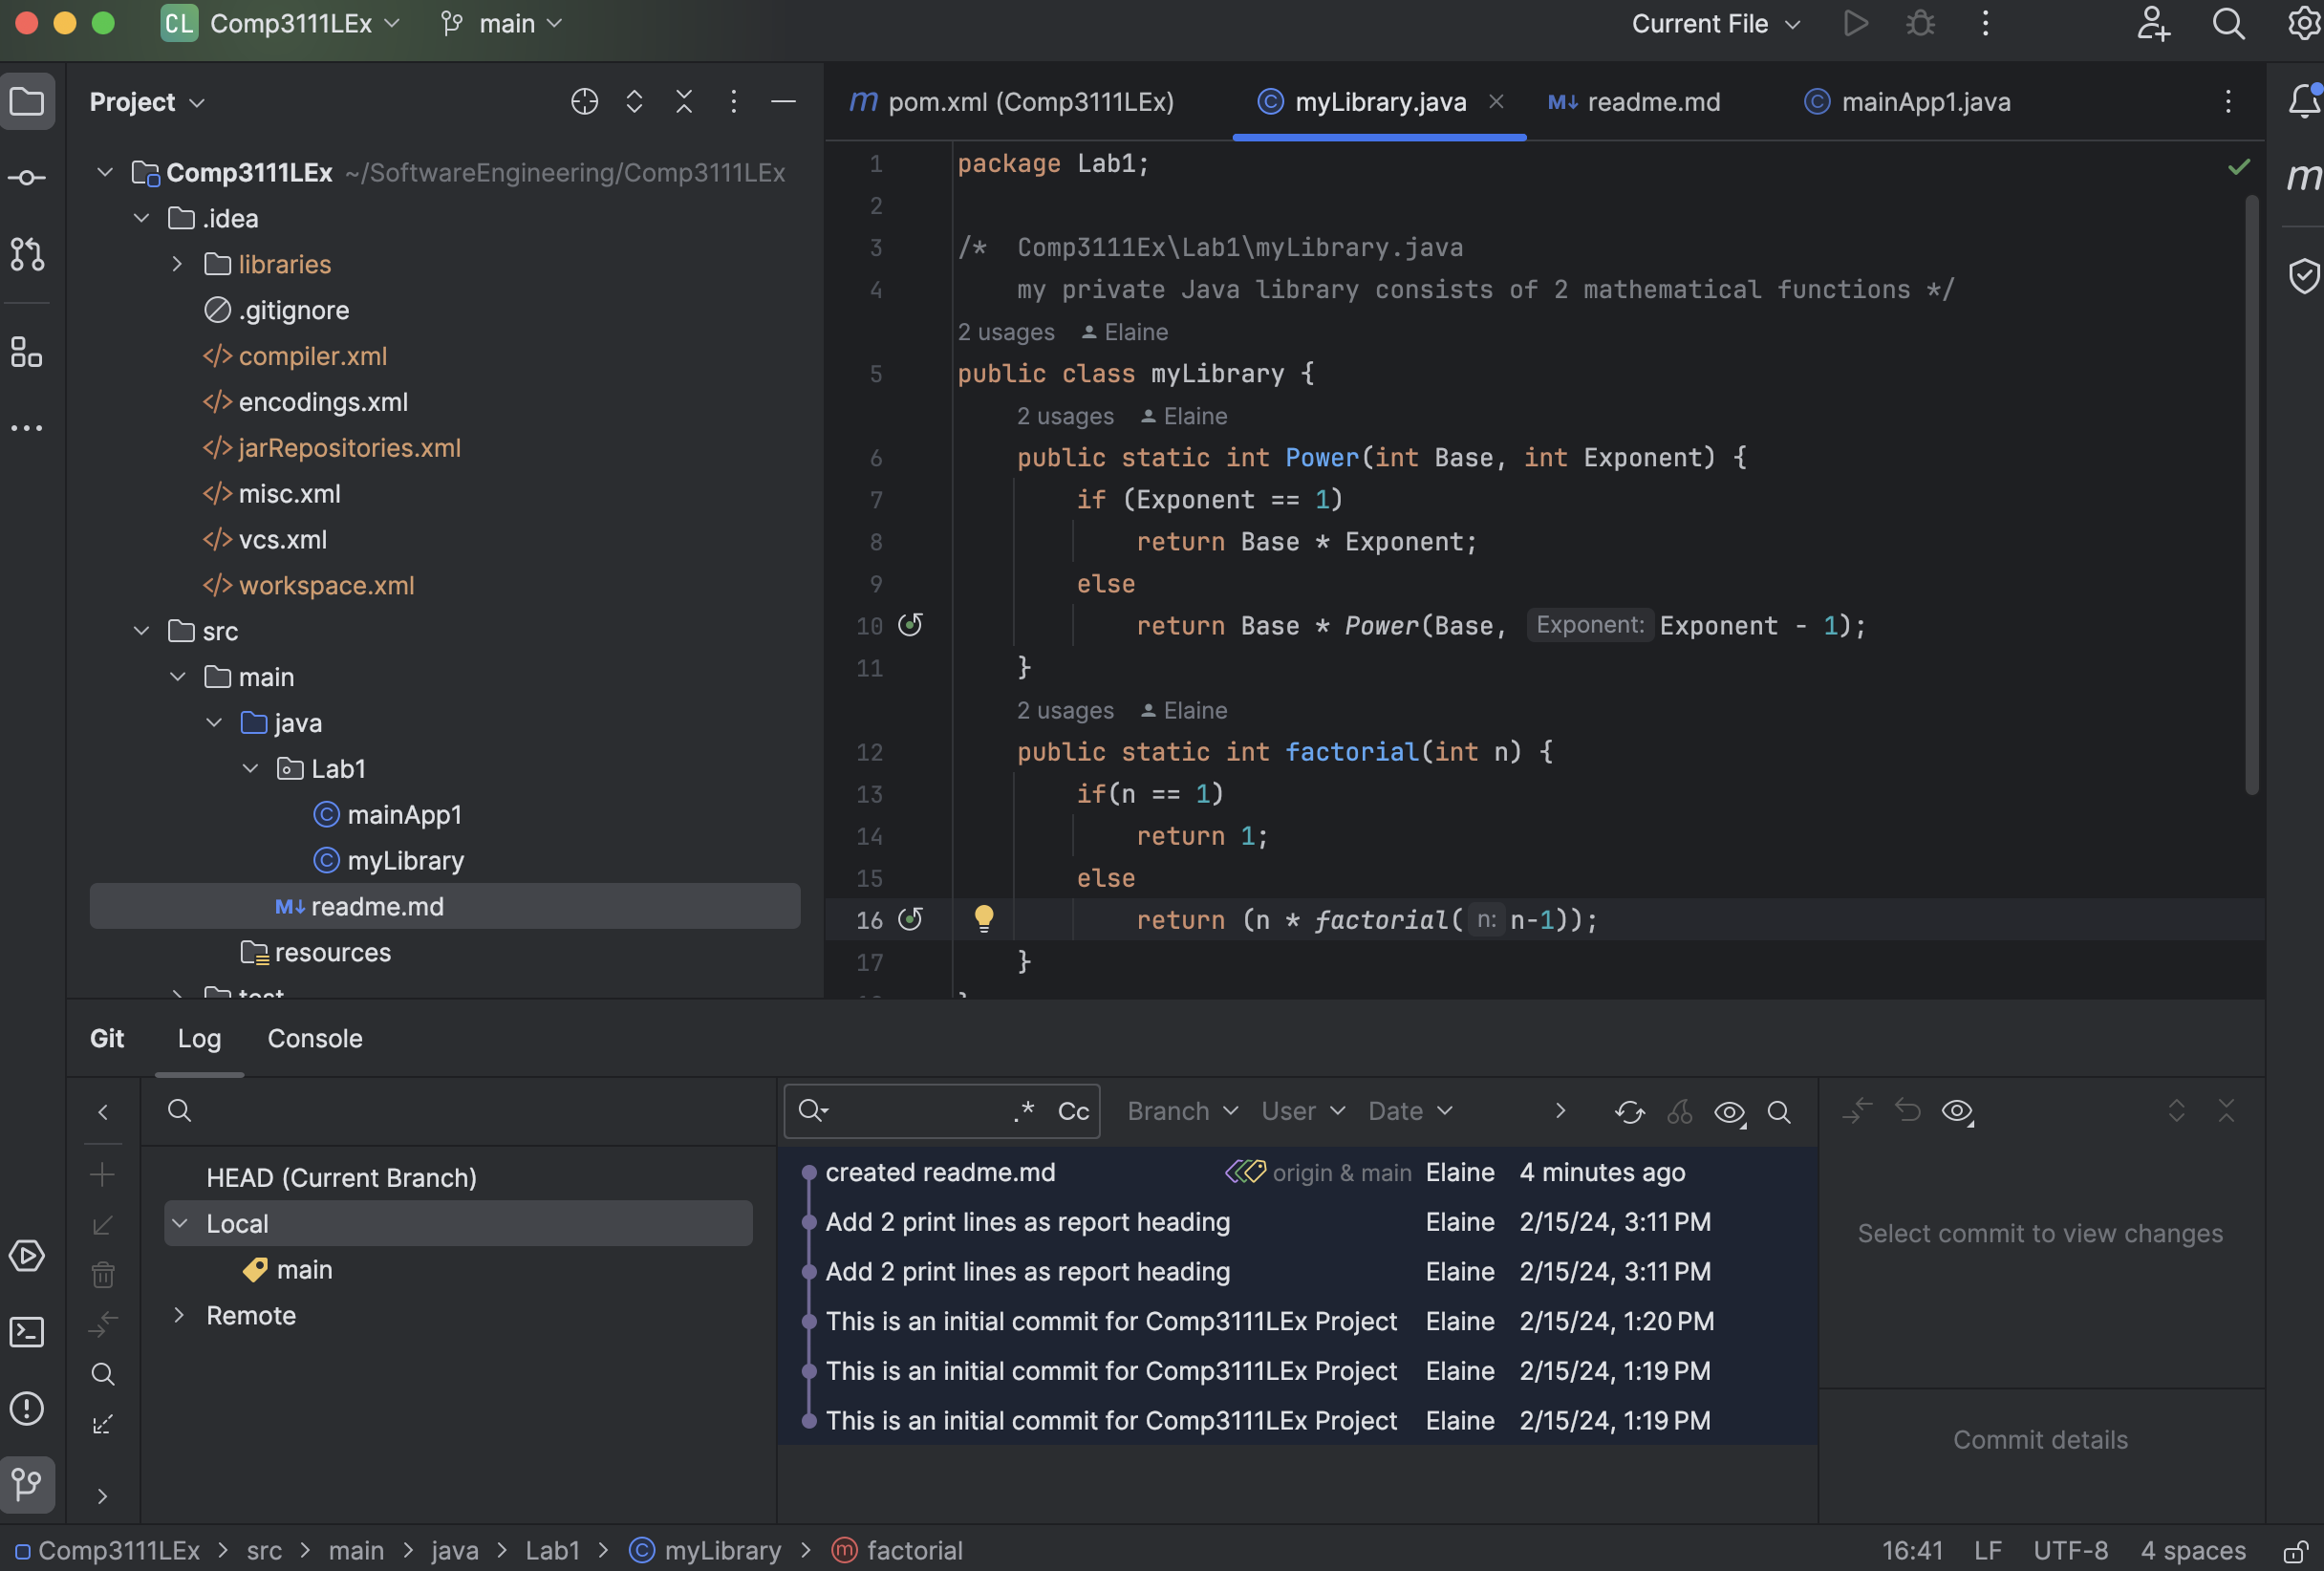 CL Comp3111LEx main Current File
Project
pom.xml (Comp3111LEx) myLibrary.java readme.md mainApp1.java
Comp3111LEx ~/SoftwareEngineering/Comp3111LEx
.idea
libraries
.gitignore
compiler.xml
encodings.xml
jarRepositories.xml
misc.xml
vcs.xml
workspace.xml
src
main
java
Lab1
mainApp1
myLibrary
readme.md
resources
test
1 package Lab1;
2
3 /*  Comp3111Ex\Lab1\myLibrary.java
4     my private Java library consists of 2 mathematical functions */
2 usages Elaine
5 public class myLibrary {
2 usages Elaine
6     public static int Power(int Base, int Exponent) {
7         if (Exponent == 1)
8             return Base * Exponent;
9         else
10             return Base * Power(Base, Exponent: Exponent - 1);
11     }
2 usages Elaine
12     public static int factorial(int n) {
13         if(n == 1)
14             return 1;
15         else
16             return (n * factorial( n: n-1));
17     }
Git Log Console
.* Cc Branch User Date
HEAD (Current Branch)
Local
main
Remote
created readme.md origin & main Elaine 4 minutes ago
Add 2 print lines as report heading Elaine 2/15/24, 3:11 PM
Add 2 print lines as report heading Elaine 2/15/24, 3:11 PM
This is an initial commit for Comp3111LEx Project Elaine 2/15/24, 1:20 PM
This is an initial commit for Comp3111LEx Project Elaine 2/15/24, 1:19 PM
This is an initial commit for Comp3111LEx Project Elaine 2/15/24, 1:19 PM
Select commit to view changes
Commit details
Comp3111LEx > src > main > java > Lab1 > myLibrary > factorial 16:41 LF UTF-8 4 spaces